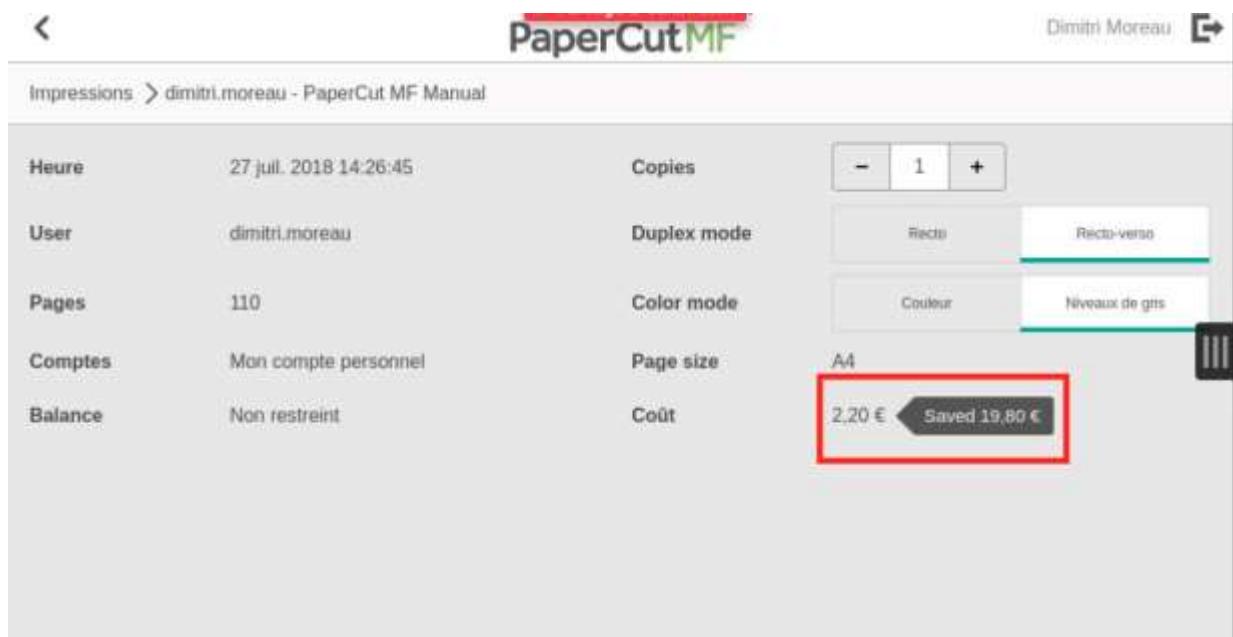 PaperCutMF
Dimitri Moreau
Impressions > dimitri.moreau - PaperCut MF Manual
Heure 27 juil. 2018 14:26:45 Copies - 1 +
User dimitri.moreau Duplex mode Recto Recto-verso
Pages 110 Color mode Couleur Niveaux de gris
Comptes Mon compte personnel Page size A4
Balance Non restreint Coût 2,20 € Saved 19,80 €